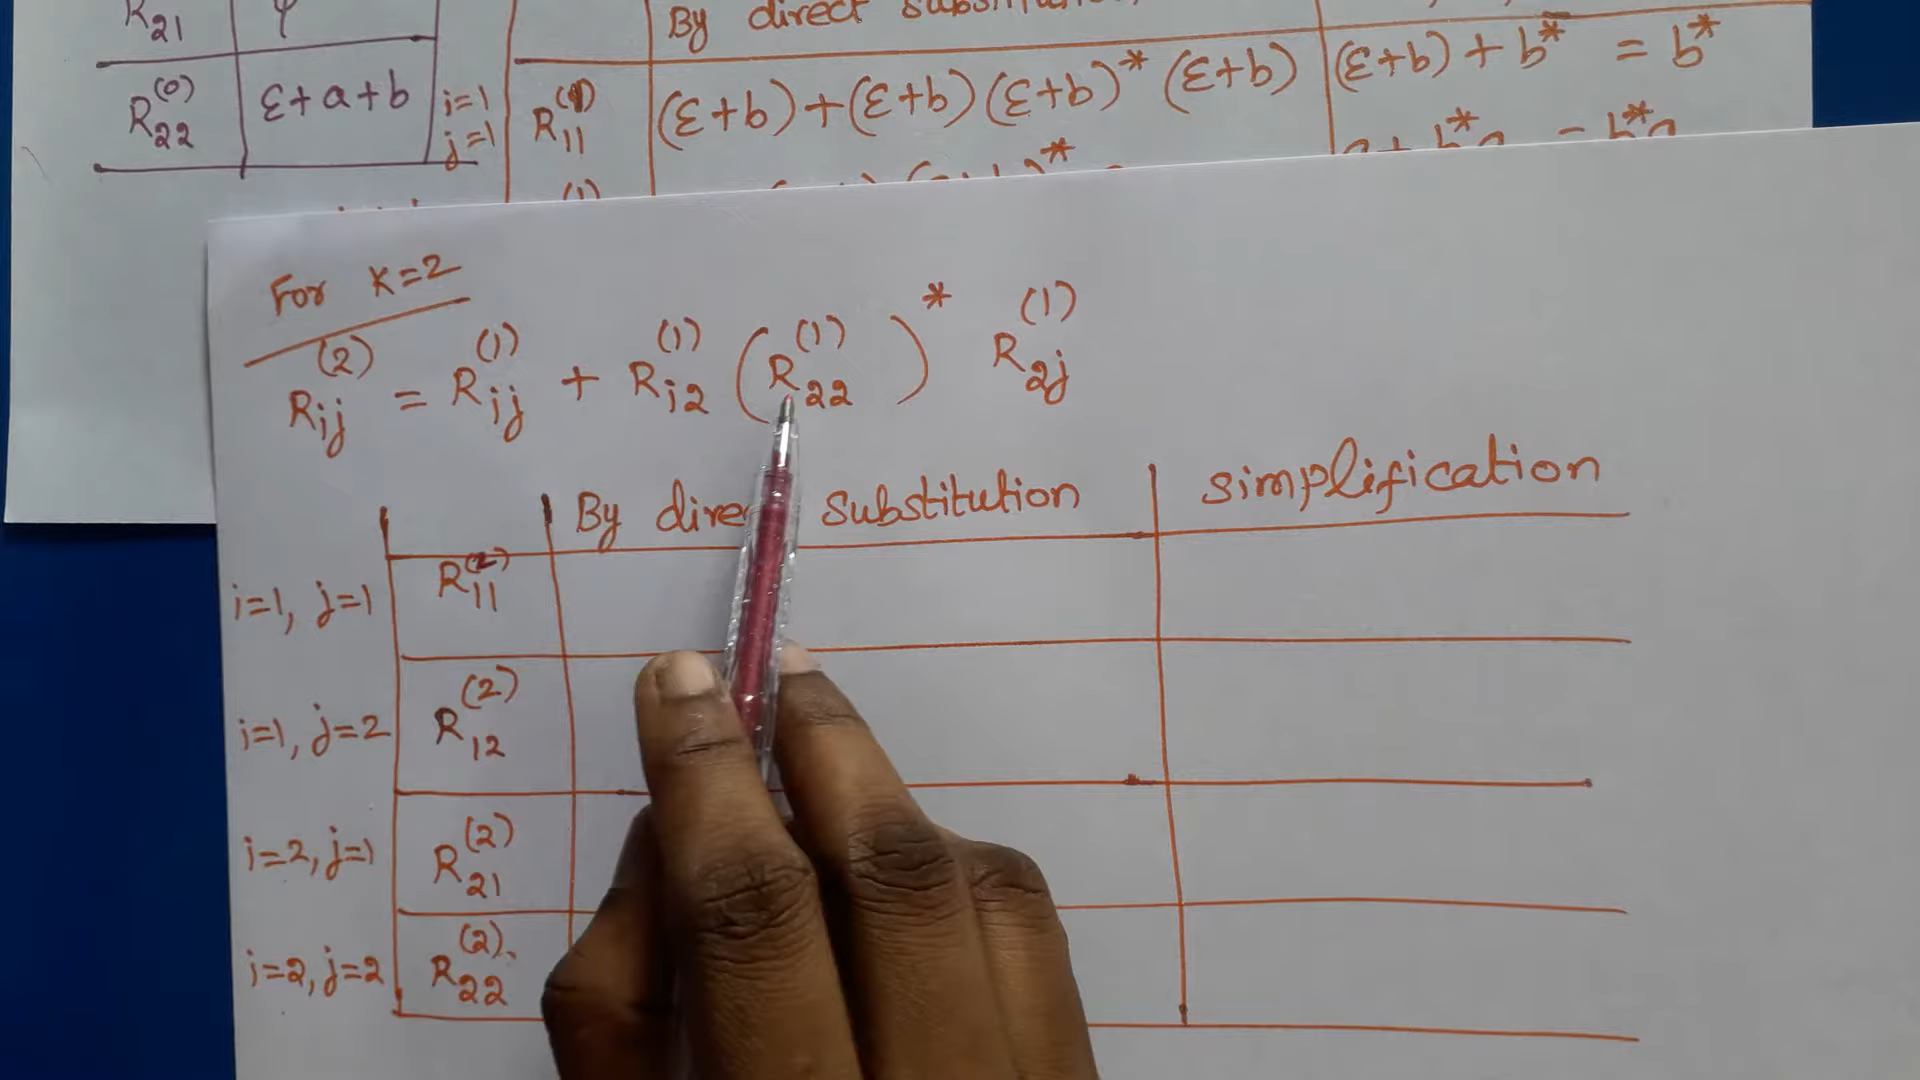 R21 φ
By direct
R22^(0) ε+a+b
i=1
j=1
R11^(1) (ε+b)+(ε+b)(ε+b)*(ε+b) (ε+b)+b* = b*
(1)
For K=2
Rij^(2) = Rij^(1) + Ri2^(1) (R22^(1))* R2j^(1)
By direct substitution simplification
i=1, j=1 R11^(2)
i=1, j=2 R12^(2)
i=2, j=1 R21^(2)
i=2, j=2 R22^(2)